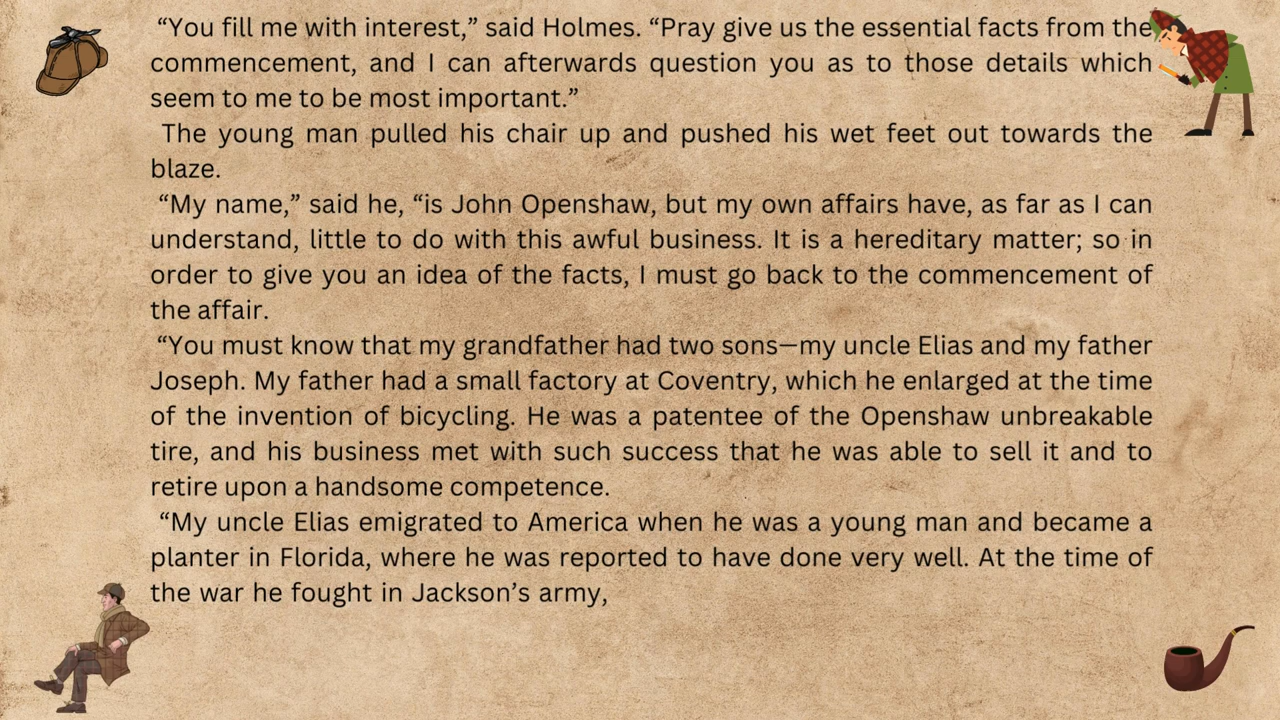 “You fill me with interest,” said Holmes. “Pray give us the essential facts from the
commencement, and I can afterwards question you as to those details which
seem to me to be most important.”
The young man pulled his chair up and pushed his wet feet out towards the
blaze.
“My name,” said he, “is John Openshaw, but my own affairs have, as far as I can
understand, little to do with this awful business. It is a hereditary matter; so in
order to give you an idea of the facts, I must go back to the commencement of
the affair.
“You must know that my grandfather had two sons—my uncle Elias and my father
Joseph. My father had a small factory at Coventry, which he enlarged at the time
of the invention of bicycling. He was a patentee of the Openshaw unbreakable
tire, and his business met with such success that he was able to sell it and to
retire upon a handsome competence.
“My uncle Elias emigrated to America when he was a young man and became a
planter in Florida, where he was reported to have done very well. At the time of
the war he fought in Jackson’s army,